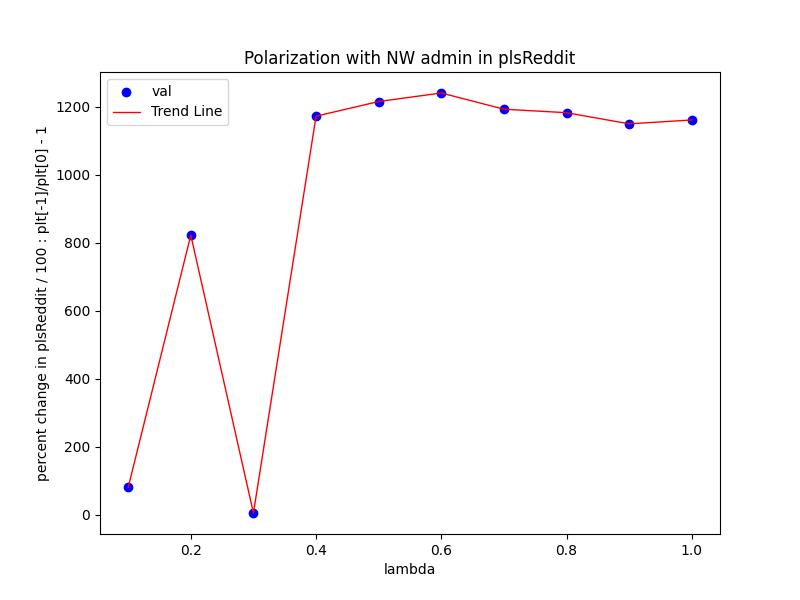 Polarization with NW admin in plsReddit
val
Trend Line
percent change in plsReddit / 100 : plt[-1]/plt[0] - 1
1200
1000
800
600
400
200
0
0.2 0.4 0.6 0.8 1.0
lambda